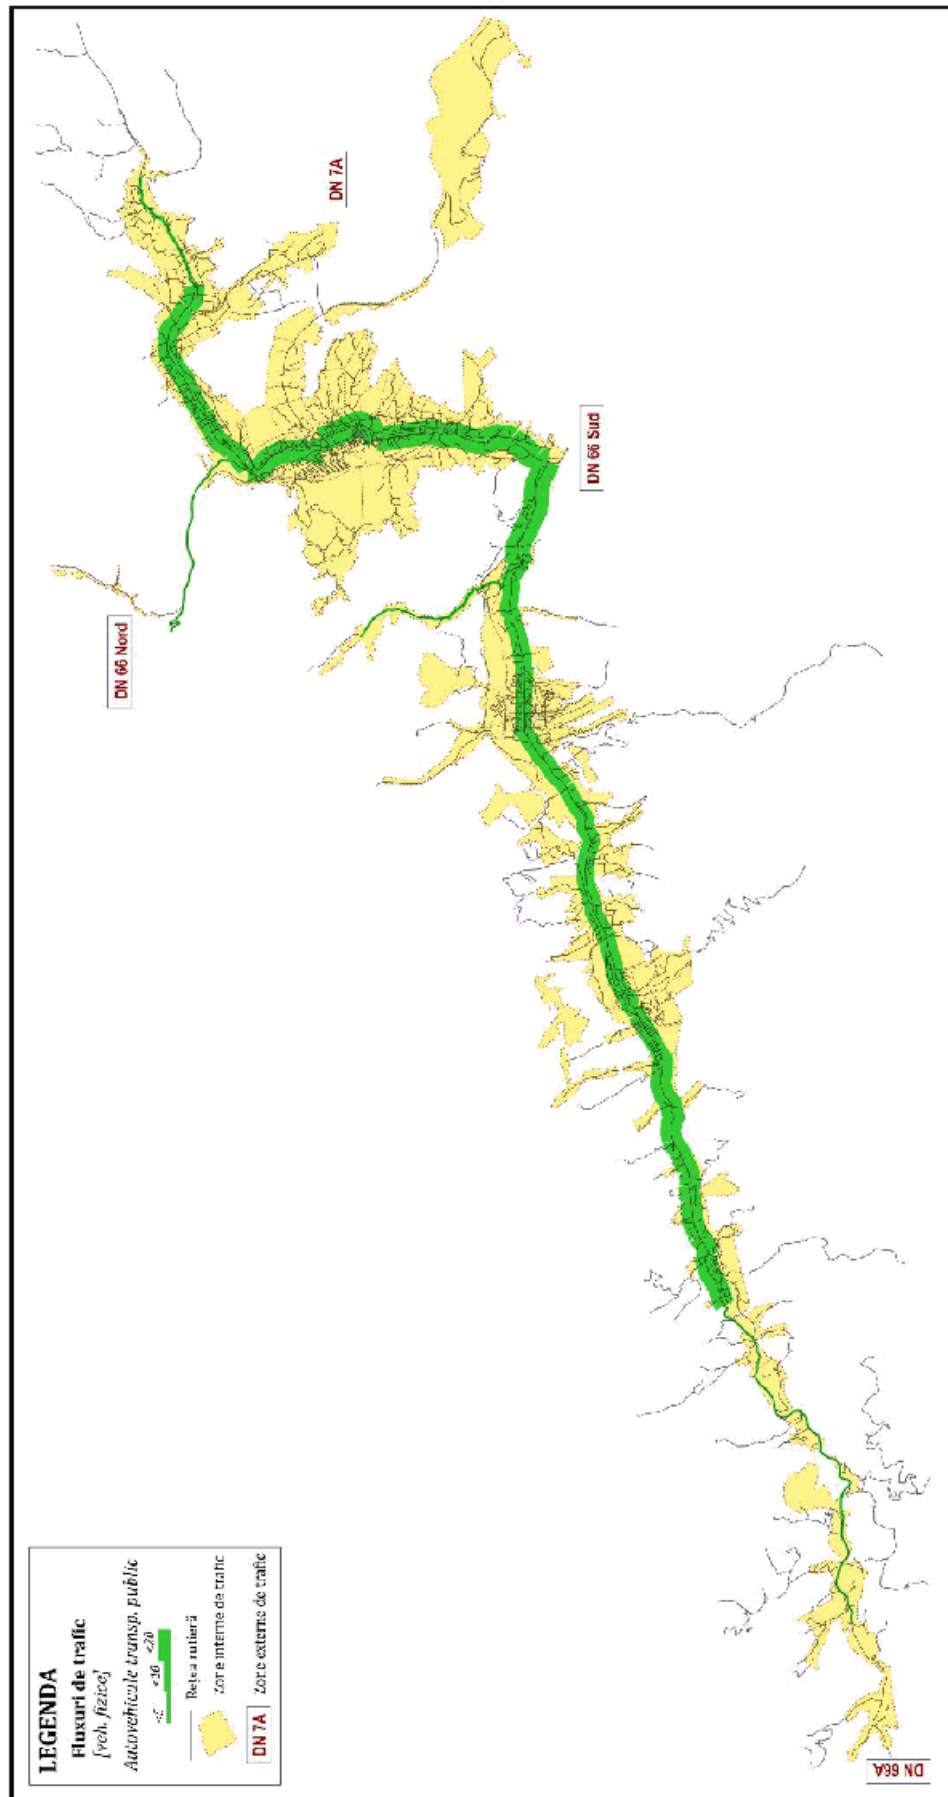 DN 7A
DN 66 Sud
DN 66 Nord
DN 66A
LEGENDA
Fluxuri de trafic
[veh. fizice]
Autovehicule transp. public
<10 <20
Rețea rutieră
Zone interne de trafic
DN 7A Zone externe de trafic